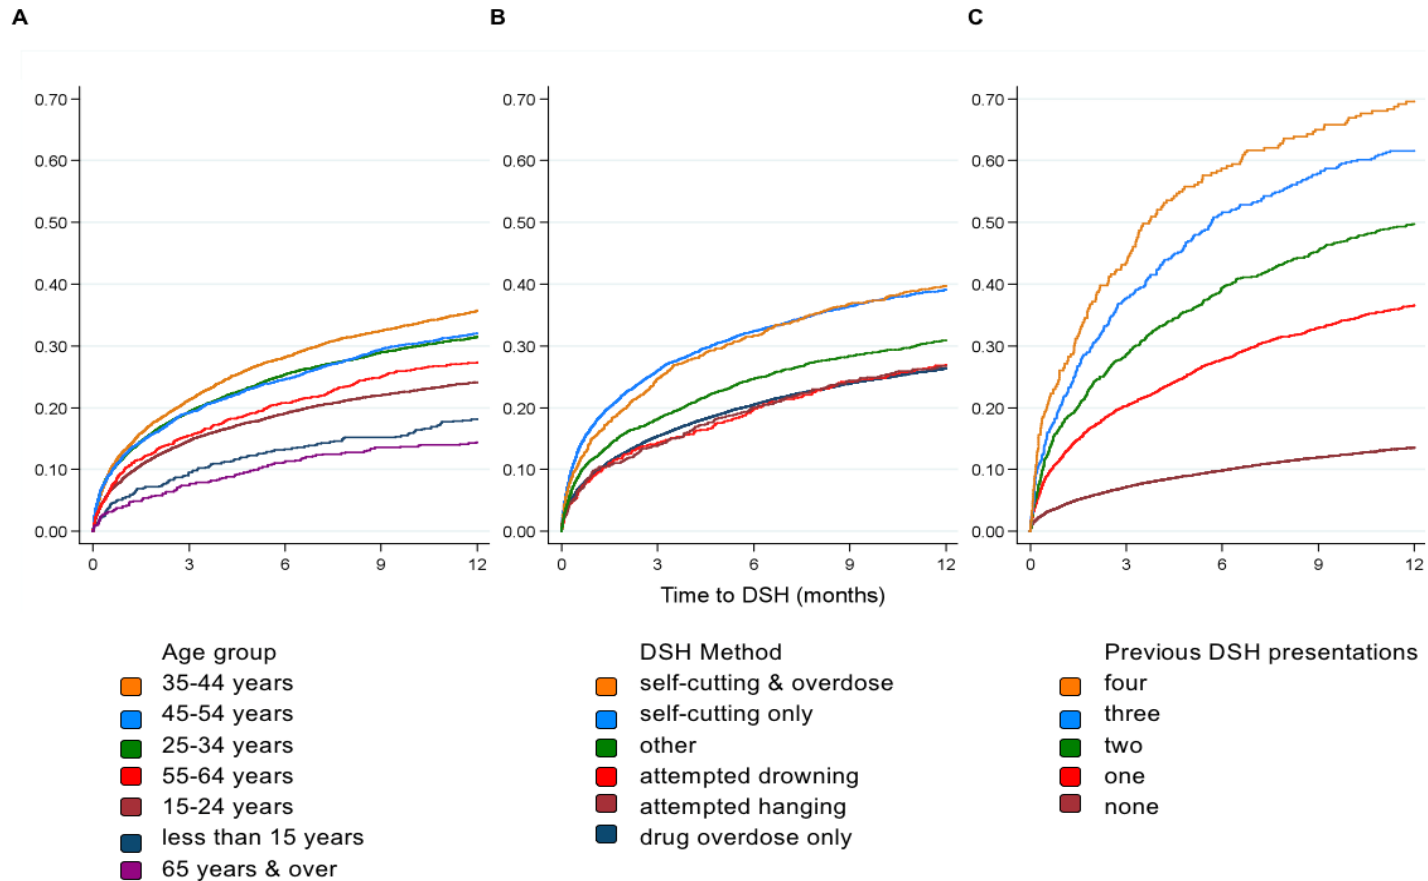 A B C
0.70 0.70 0.70
0.60 0.60 0.60
0.50 0.50 0.50
0.40 0.40 0.40
0.30 0.30 0.30
0.20 0.20 0.20
0.10 0.10 0.10
0.00 0.00 0.00
0 3 6 9 12 0 3 6 9 12 0 3 6 9 12
Time to DSH (months)
Age group
35-44 years
45-54 years
25-34 years
55-64 years
15-24 years
less than 15 years
65 years & over
DSH Method
self-cutting & overdose
self-cutting only
other
attempted drowning
attempted hanging
drug overdose only
Previous DSH presentations
four
three
two
one
none